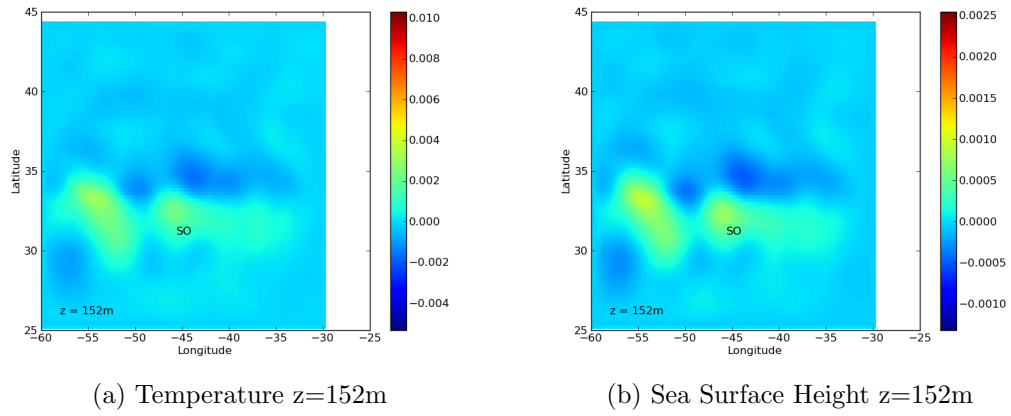 45
40
35
30
25
Latitude
−60 −55 −50 −45 −40 −35 −30 −25
Longitude
SO
z = 152m
0.010
0.008
0.006
0.004
0.002
0.000
−0.002
−0.004
(a) Temperature z=152m
45
40
35
30
25
Latitude
−60 −55 −50 −45 −40 −35 −30 −25
Longitude
SO
z = 152m
0.0025
0.0020
0.0015
0.0010
0.0005
0.0000
−0.0005
−0.0010
(b) Sea Surface Height z=152m